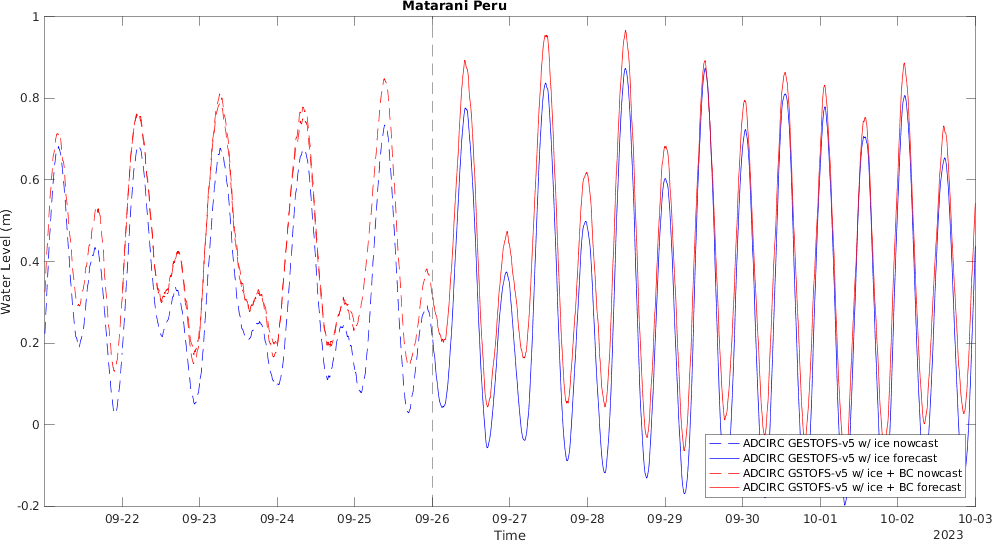 Matarani Peru
1
0.8
0.6
0.4
0.2
0
-0.2
Water Level (m)
ADCIRC GESTOFS-v5 w/ ice nowcast
ADCIRC GESTOFS-v5 w/ ice forecast
ADCIRC GSTOFS-v5 w/ ice + BC nowcast
ADCIRC GSTOFS-v5 w/ ice + BC forecast
09-22 09-23 09-24 09-25 09-26 09-27 09-28 09-29 09-30 10-01 10-02 10-03
Time
2023